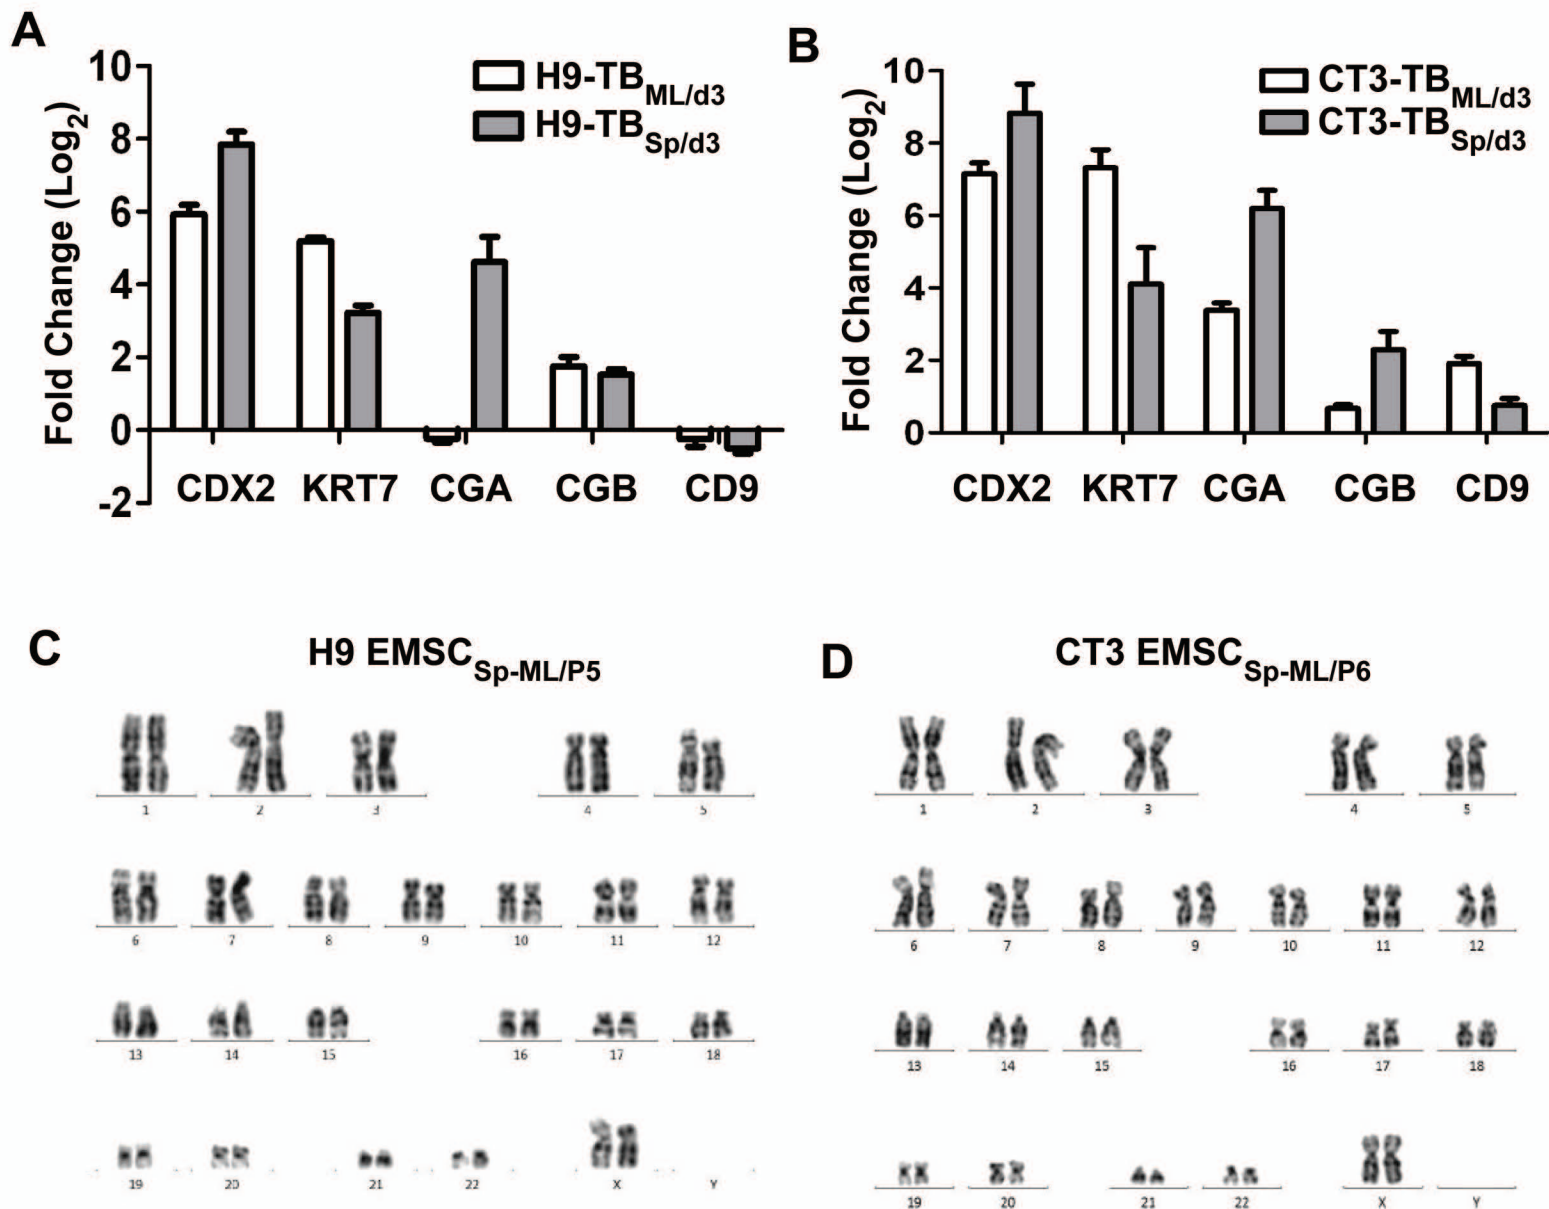 A
Fold Change (Log2)
10
8
6
4
2
0
-2
H9-TBML/d3
H9-TBSp/d3
CDX2 KRT7 CGA CGB CD9
B
Fold Change (Log2)
10
8
6
4
2
0
CT3-TBML/d3
CT3-TBSp/d3
CDX2 KRT7 CGA CGB CD9
C
H9 EMSCSp-ML/P5
1 2 3 4 5
6 7 8 9 10 11 12
13 14 15 16 17 18
19 20 21 22 X Y
D
CT3 EMSCSp-ML/P6
1 2 3 4 5
6 7 8 9 10 11 12
13 14 15 16 17 18
19 20 21 22 X Y